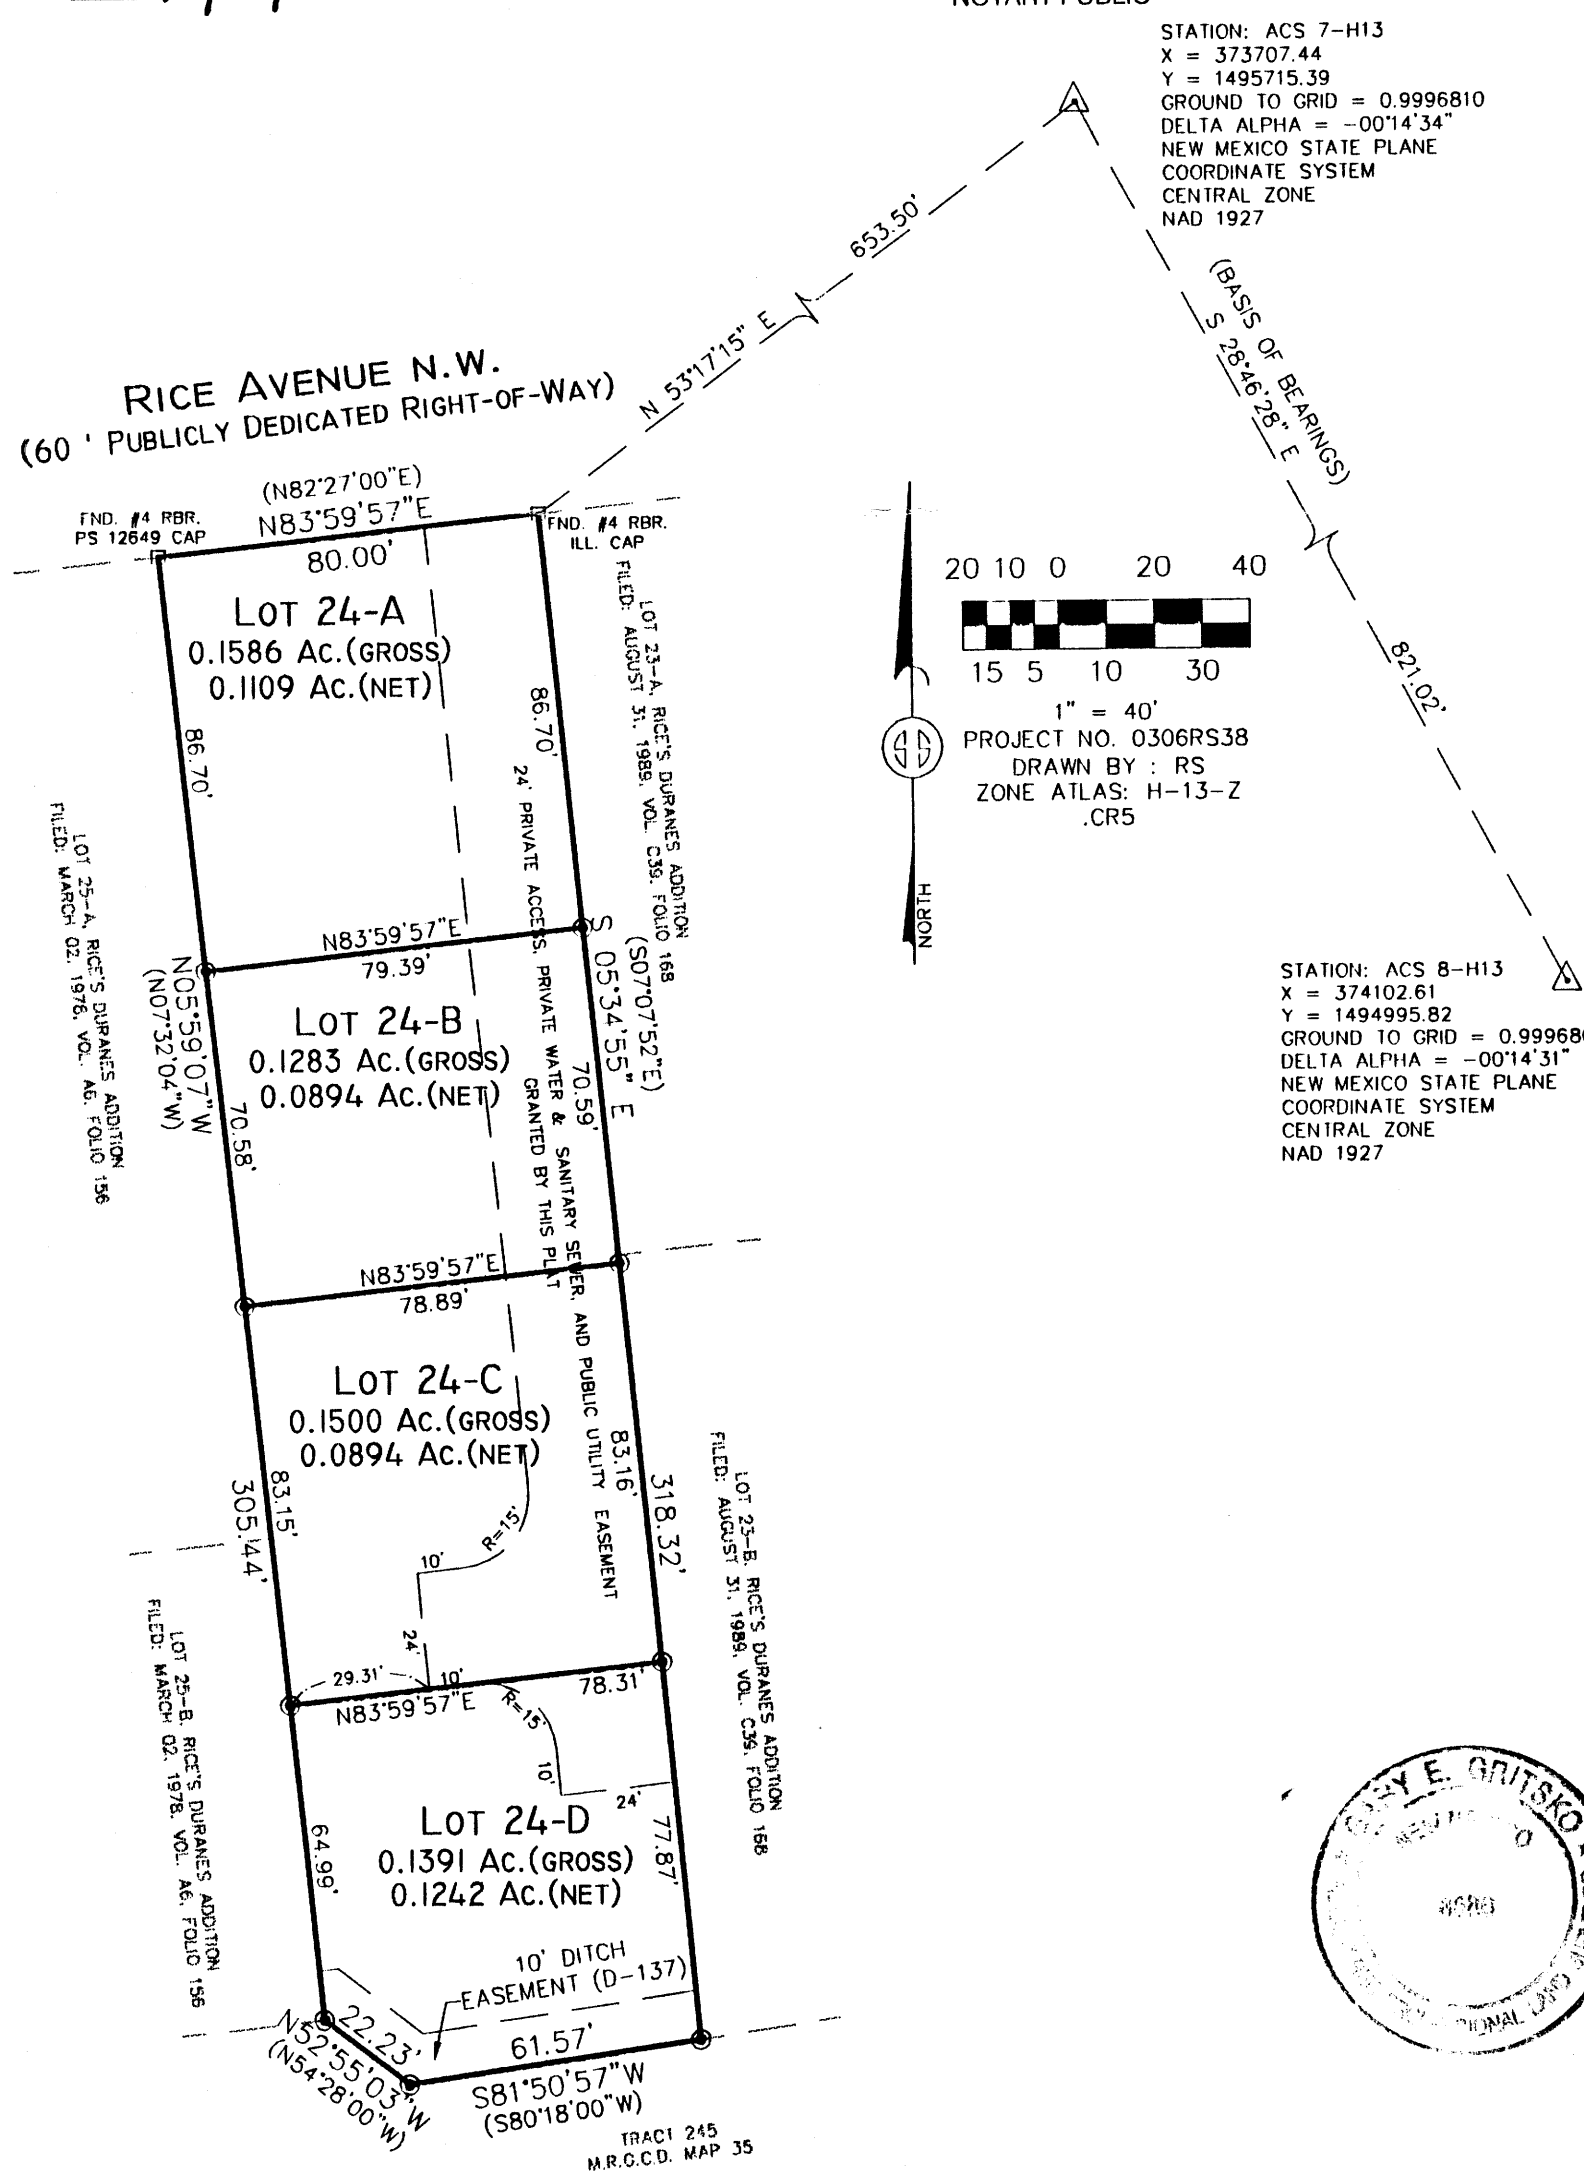 STATION: ACS 7-H13
X = 373707.44
Y = 1495715.39
GROUND TO GRID = 0.9996810
DELTA ALPHA = -00°14'34"
NEW MEXICO STATE PLANE
COORDINATE SYSTEM
CENTRAL ZONE
NAD 1927
653.50'
N 53°17'15" E
(BASIS OF BEARINGS)
S 28°46'28" E
821.02'
RICE AVENUE N.W.
(60 ' PUBLICLY DEDICATED RIGHT-OF-WAY)
(N82°27'00"E)
N83°59'57"E
80.00'
FND. #4 RBR.
PS 12649 CAP
FND. #4 RBR.
ILL. CAP
LOT 24-A
0.1586 AC.(GROSS)
0.1109 AC.(NET)
86.70'
86.70'
LOT 23-A, RICE'S DURANES ADDITION
FILED: AUGUST 31, 1989, VOL. C39, FOLIO 168
24' PRIVATE ACCESS, PRIVATE WATER & SANITARY SEWER, AND PUBLIC UTILITY EASEMENT
GRANTED BY THIS PLAT
20 10 0 20 40
15 5 10 30
1" = 40'
PROJECT NO. 0306RS38
DRAWN BY : RS
ZONE ATLAS: H-13-Z
.CR5
NORTH
LOT 25-A, RICE'S DURANES ADDITION
FILED: MARCH 02, 1978, VOL. A6, FOLIO 156
N83°59'57"E
79.39'
N05°59'07"W
(N07°32'04"W)
S 05°34'55" E
(S07°07'52"E)
LOT 24-B
0.1283 AC.(GROSS)
0.0894 AC.(NET)
70.58'
70.59'
STATION: ACS 8-H13
X = 374102.61
Y = 1494995.82
GROUND TO GRID = 0.999680
DELTA ALPHA = -00°14'31"
NEW MEXICO STATE PLANE
COORDINATE SYSTEM
CENTRAL ZONE
NAD 1927
N83°59'57"E
78.89'
LOT 24-C
0.1500 AC.(GROSS)
0.0894 AC.(NET)
83.15'
305.44'
83.16'
318.32'
R=15'
10'
24'
LOT 23-B, RICE'S DURANES ADDITION
FILED: AUGUST 31, 1989, VOL. C39, FOLIO 168
29.31'
10'
78.31'
N83°59'57"E
R=15'
10'
24'
LOT 25-B, RICE'S DURANES ADDITION
FILED: MARCH 02, 1978, VOL. A6, FOLIO 156
LOT 24-D
0.1391 AC.(GROSS)
0.1242 AC.(NET)
64.99'
77.87'
10' DITCH
EASEMENT (D-137)
22.23'
N52°55'03"W
(N54°28'00"W)
61.57'
S81°50'57"W
(S80°18'00"W)
TRACT 245
M.R.G.C.D. MAP 35
E. GRITSKO